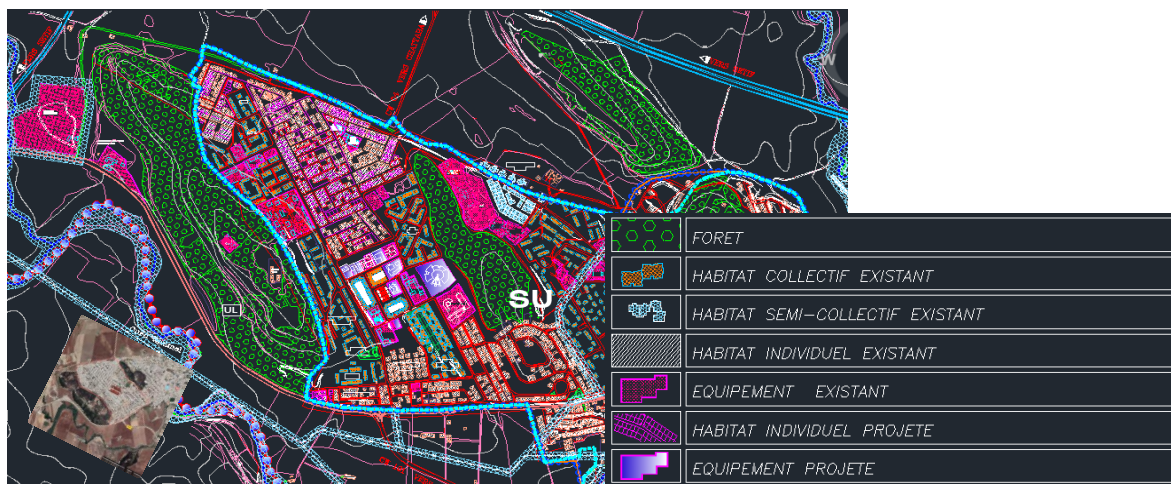 SU
UL
FORET
HABITAT COLLECTIF EXISTANT
HABITAT SEMI-COLLECTIF EXISTANT
HABITAT INDIVIDUEL EXISTANT
EQUIPEMENT EXISTANT
HABITAT INDIVIDUEL PROJETE
EQUIPEMENT PROJETE